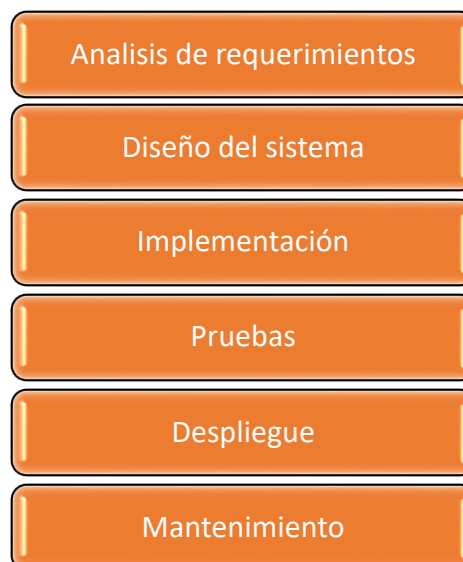 Analisis de requerimientos
Diseño del sistema
Implementación
Pruebas
Despliegue
Mantenimiento